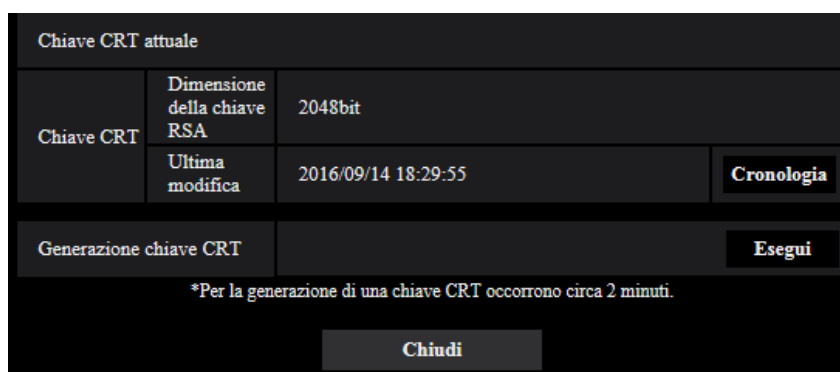 Chiave CRT attuale
Chiave CRT
Dimensione
della chiave
RSA
2048bit
Ultima
modifica
2016/09/14 18:29:55
Cronologia
Generazione chiave CRT
Esegui
*Per la generazione di una chiave CRT occorrono circa 2 minuti.
Chiudi